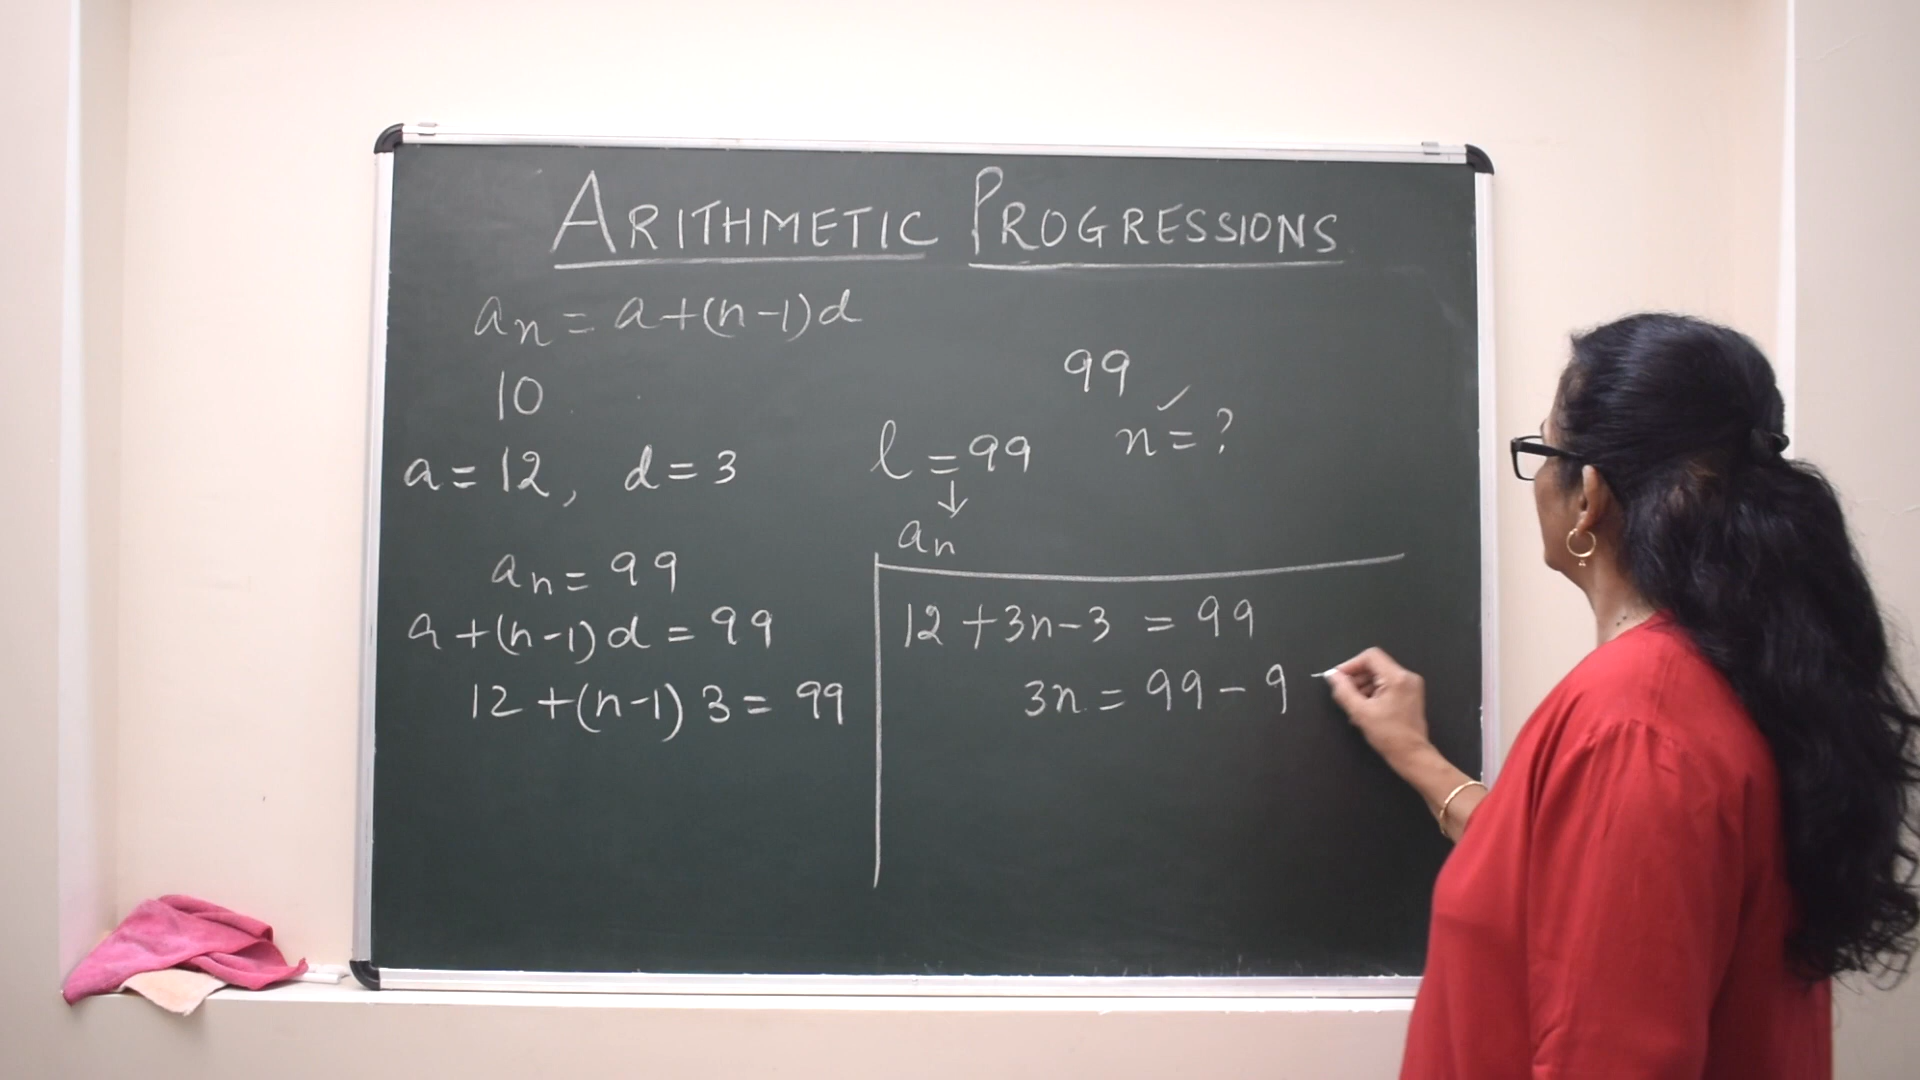 ARITHMETIC PROGRESSIONS
an = a+(n-1)d
10
99
n = ?
a = 12, d = 3
l = 99
↓
an
an = 99
a+(n-1)d = 99
12 +(n-1) 3 = 99
12 +3n-3 = 99
3n = 99 - 9